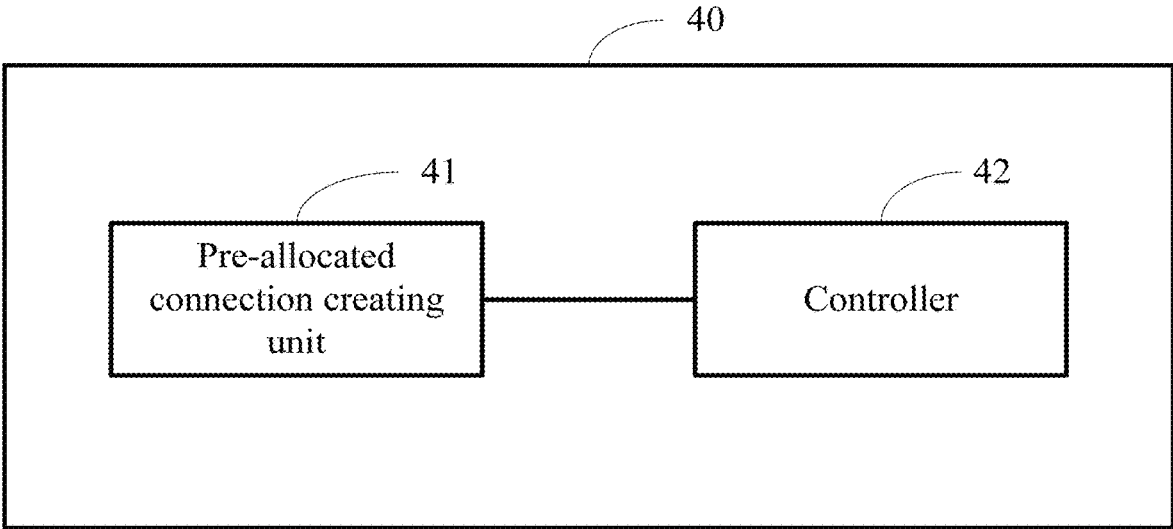 40
41
42
Pre-allocated
connection creating
unit
Controller